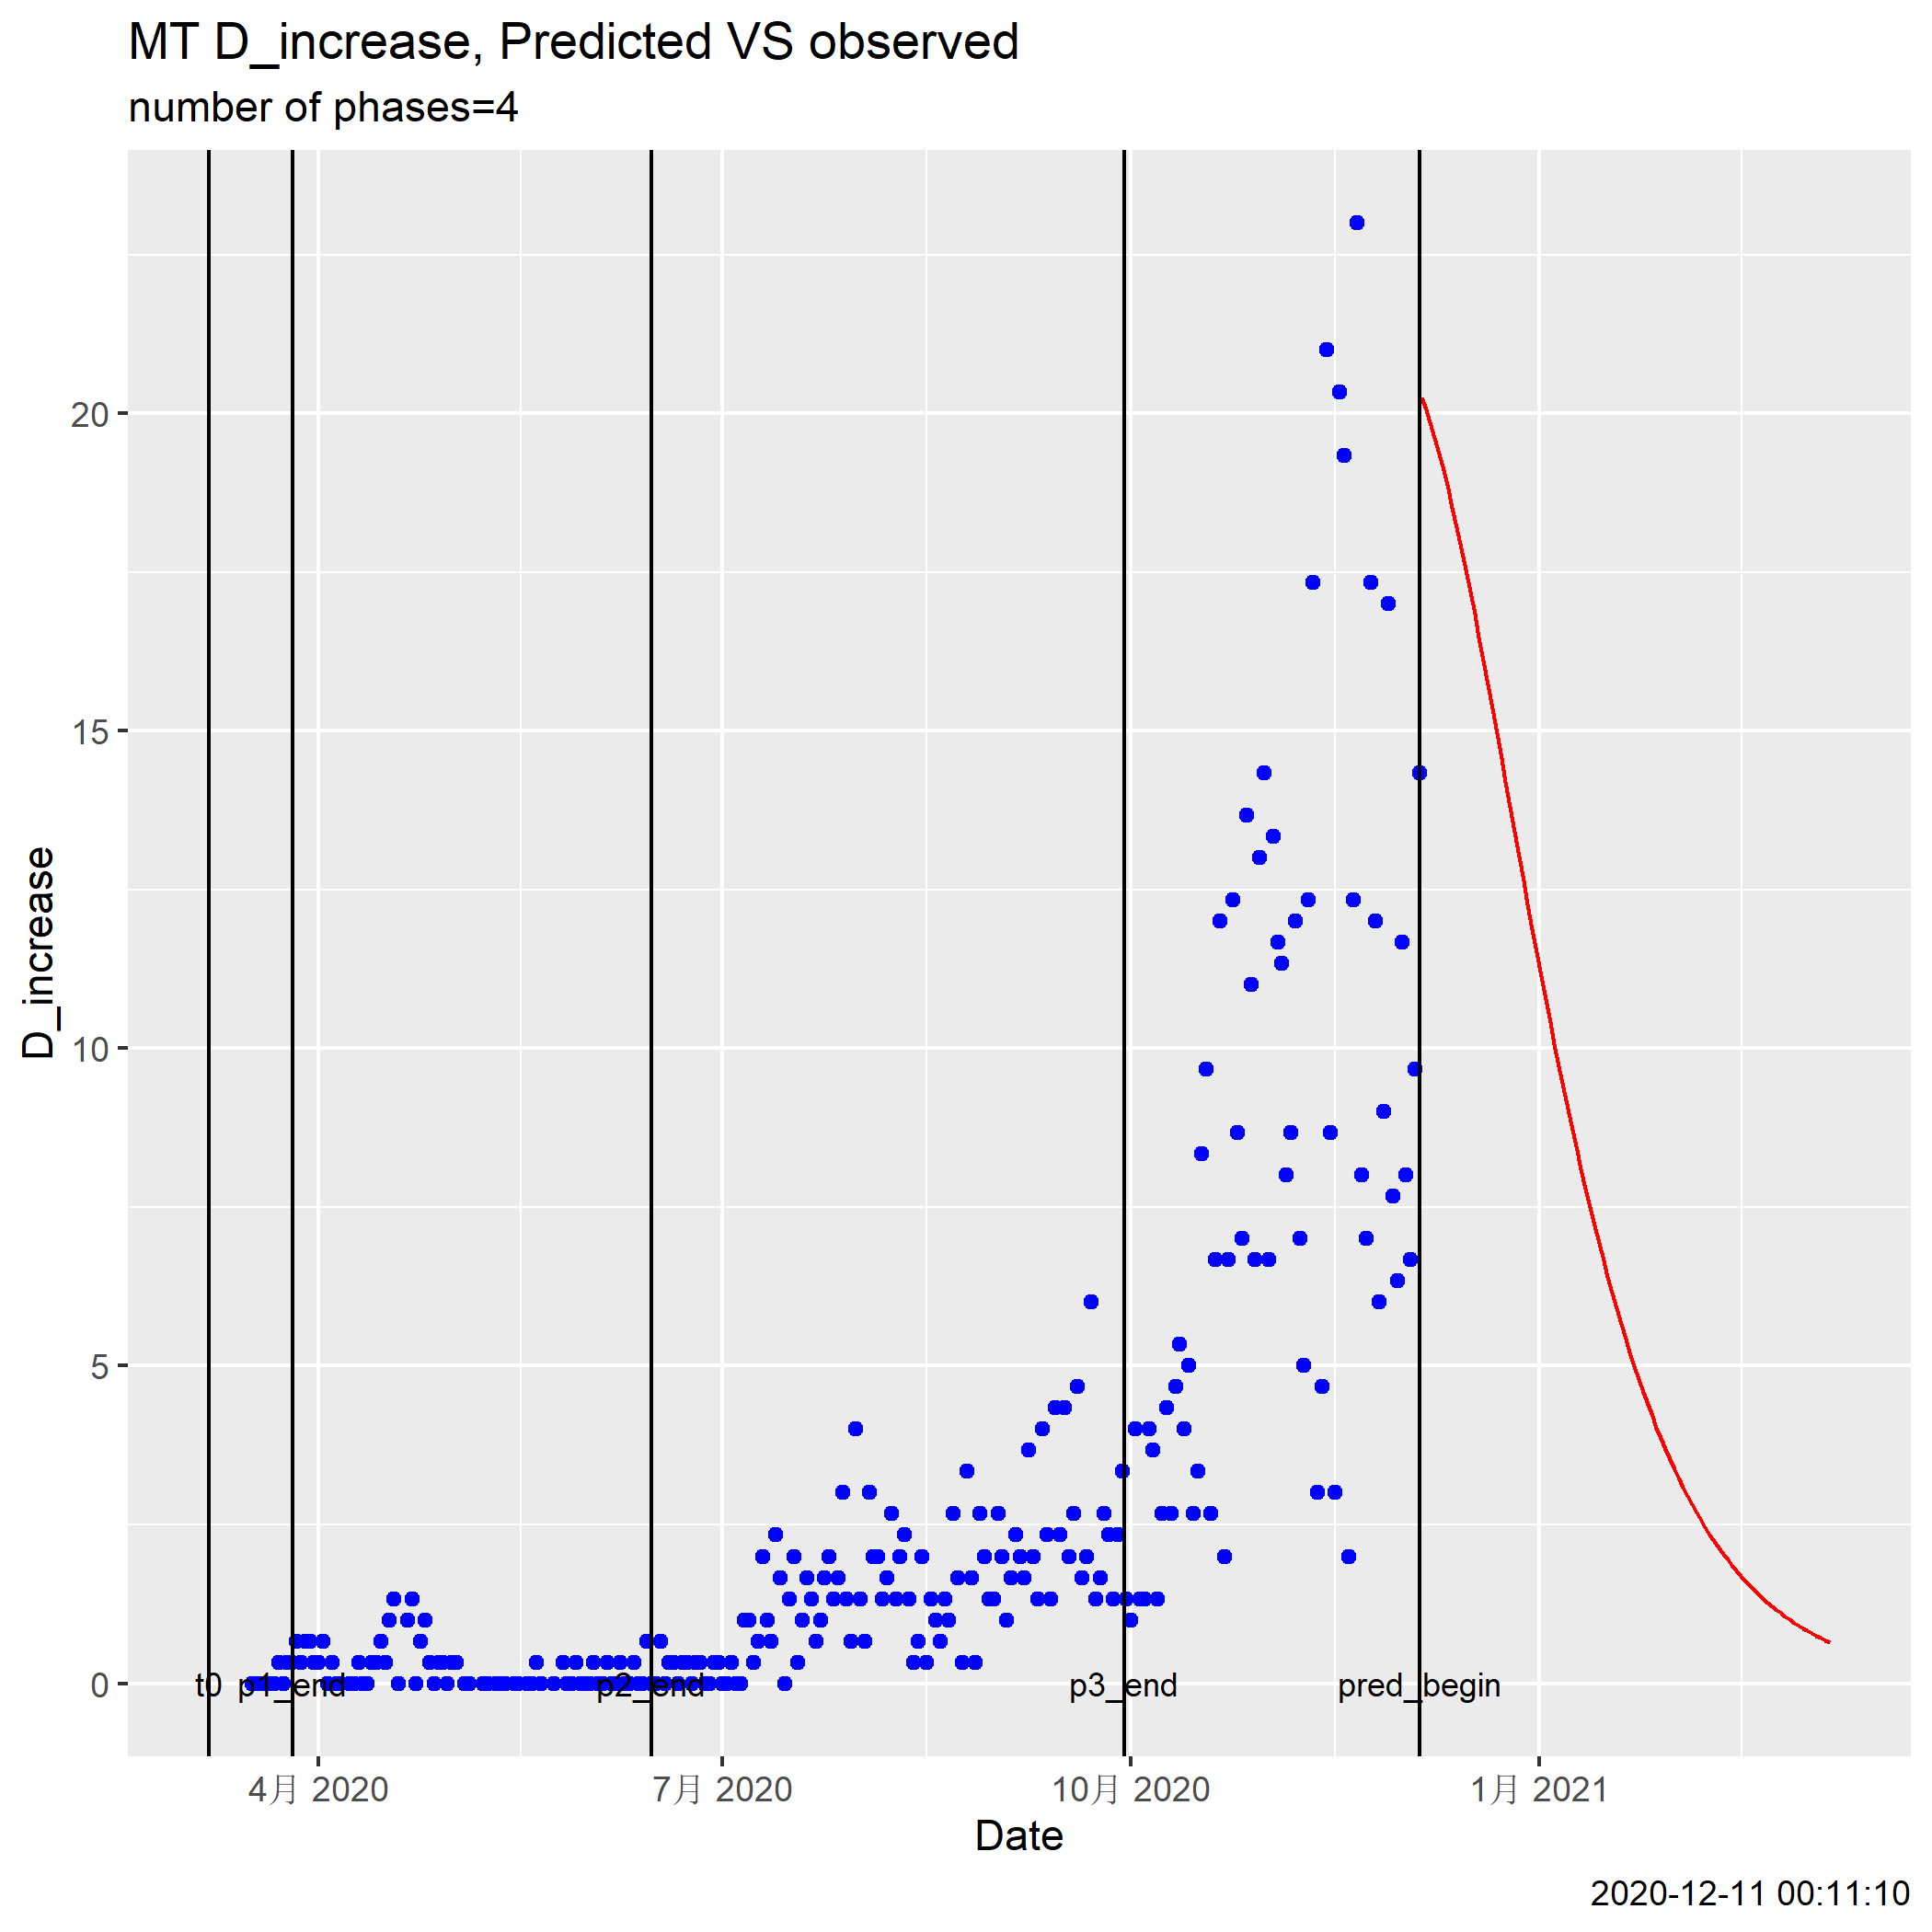 MT D_increase, Predicted VS observed
number of phases=4
D_increase
20
15
10
5
0
t0 p1_end p2_end p3_end pred_begin
4月 2020 7月 2020 10月 2020 1月 2021
Date
2020-12-11 00:11:10